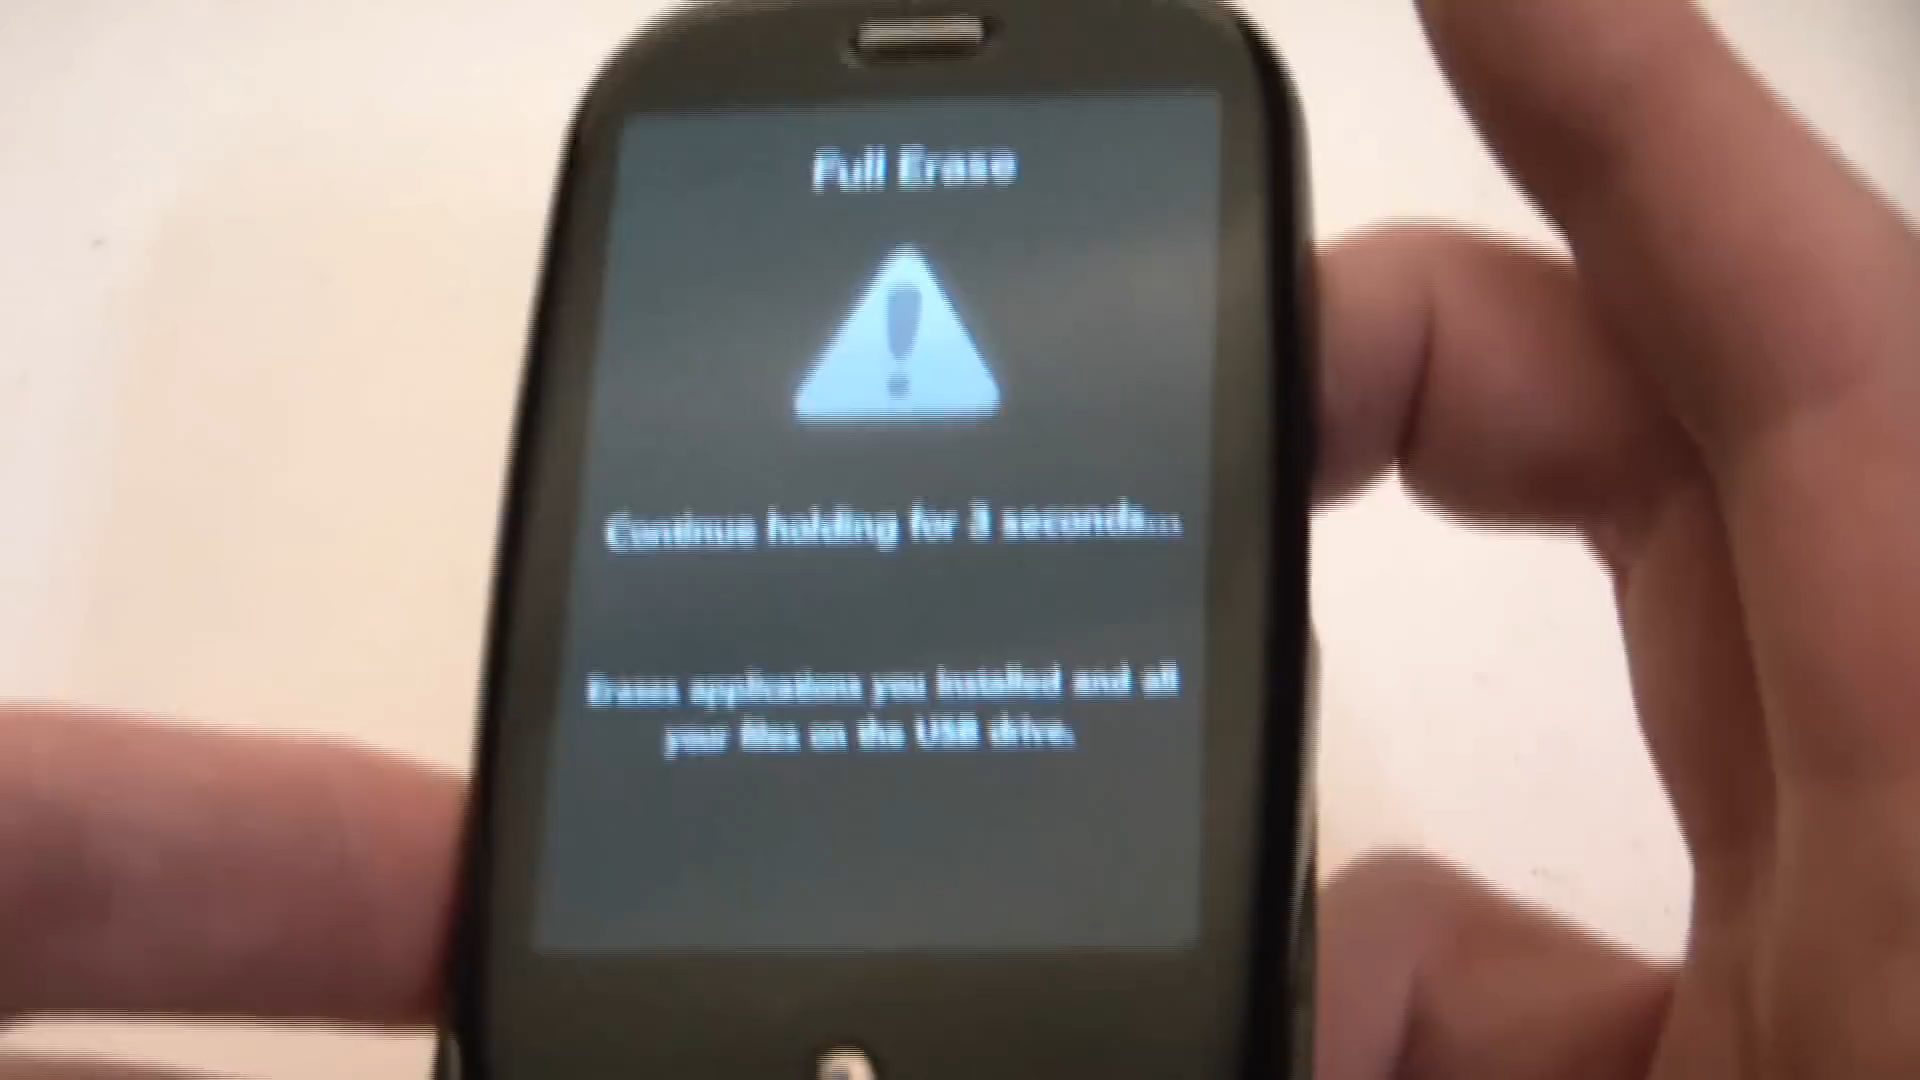 Full Erase
Continue holding for 3 seconds...
Erases applications you installed and all
your files on the USB drive.